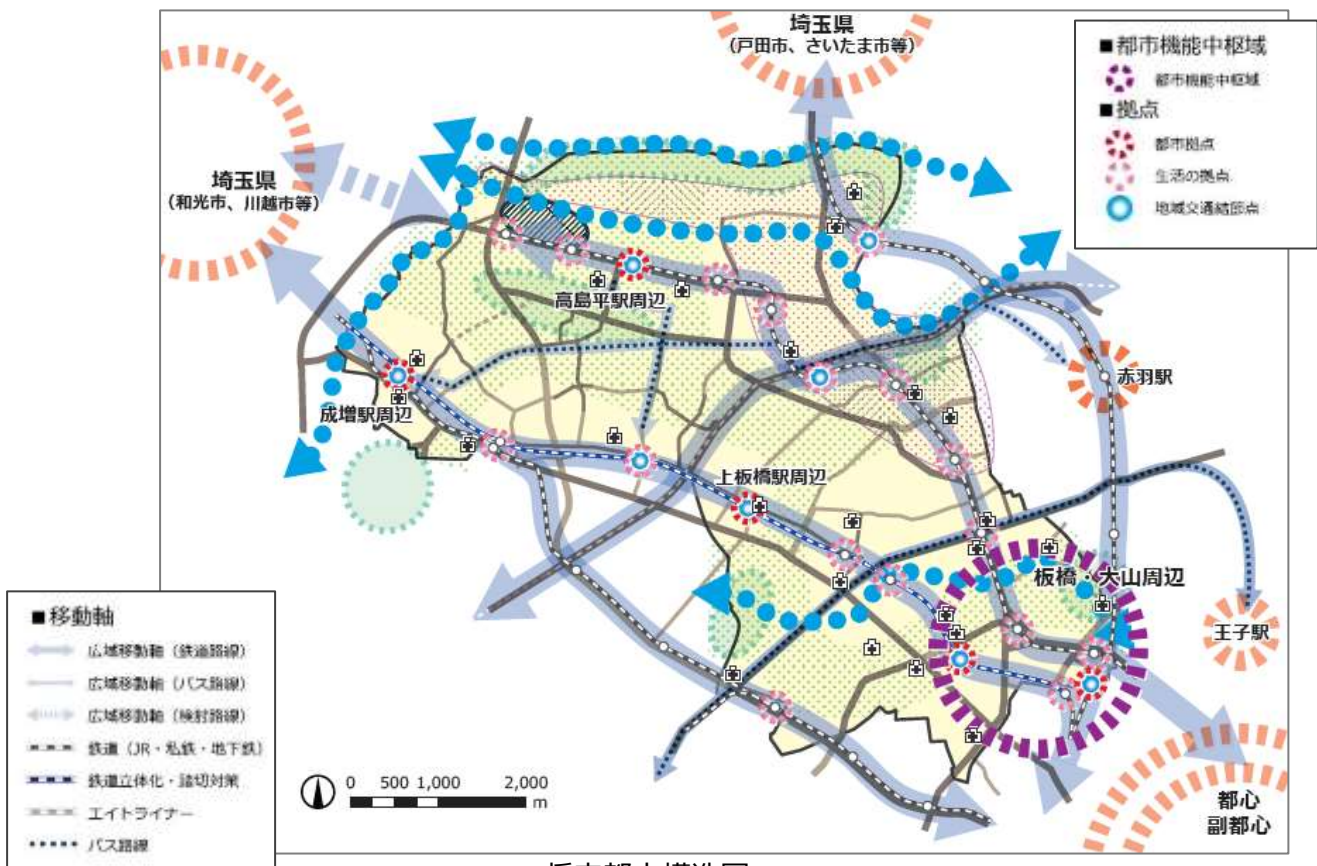 埼玉県
（戸田市、さいたま市等）
■都市機能中枢域
都市機能中枢域
■拠点
都市拠点
生活の拠点
地域交通結節点
埼玉県
（和光市、川越市等）
高島平駅周辺
成増駅周辺
赤羽駅
上板橋駅周辺
板橋・大山周辺
王子駅
■移動軸
広域移動軸（鉄道路線）
広域移動軸（バス路線）
広域移動軸（検討路線）
鉄道（JR・私鉄・地下鉄）
鉄道立体化・踏切対策
エイトライナー
バス路線
0 500 1,000 2,000
m
都心
副都心